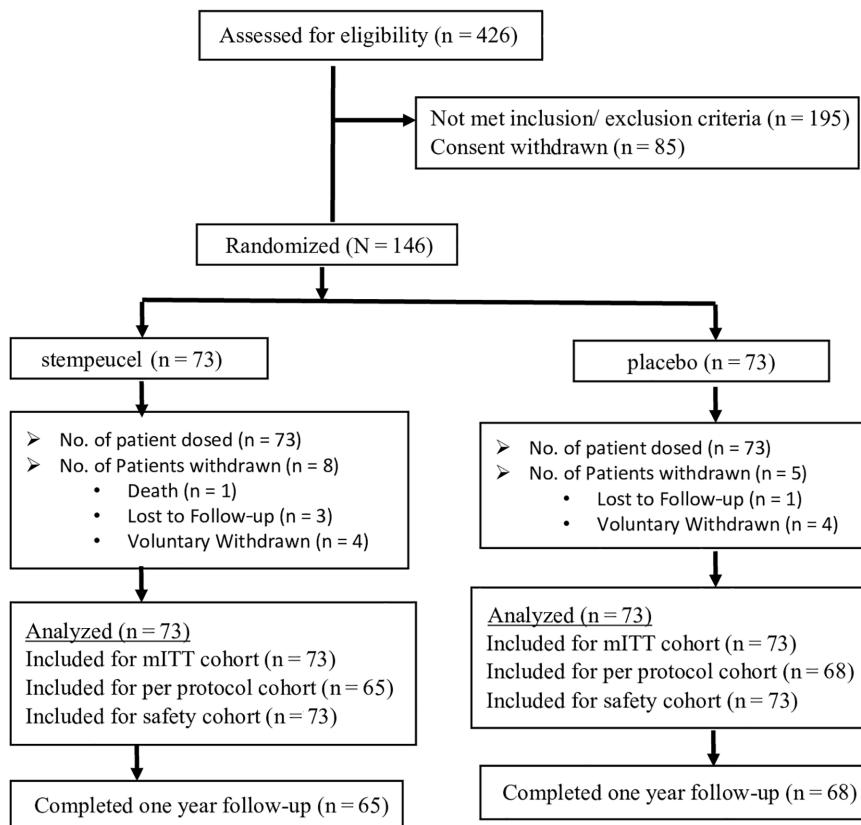 Assessed for eligibility (n = 426)
Not met inclusion/ exclusion criteria (n = 195)
Consent withdrawn (n = 85)
Randomized (N = 146)
stempeucel (n = 73)
placebo (n = 73)
➢ No. of patient dosed (n = 73)
➢ No. of Patients withdrawn (n = 8)
• Death (n = 1)
• Lost to Follow-up (n = 3)
• Voluntary Withdrawn (n = 4)
➢ No. of patient dosed (n = 73)
➢ No. of Patients withdrawn (n = 5)
• Lost to Follow-up (n = 1)
• Voluntary Withdrawn (n = 4)
Analyzed (n = 73)
Included for mITT cohort (n = 73)
Included for per protocol cohort (n = 65)
Included for safety cohort (n = 73)
Analyzed (n = 73)
Included for mITT cohort (n = 73)
Included for per protocol cohort (n = 68)
Included for safety cohort (n = 73)
Completed one year follow-up (n = 65)
Completed one year follow-up (n = 68)